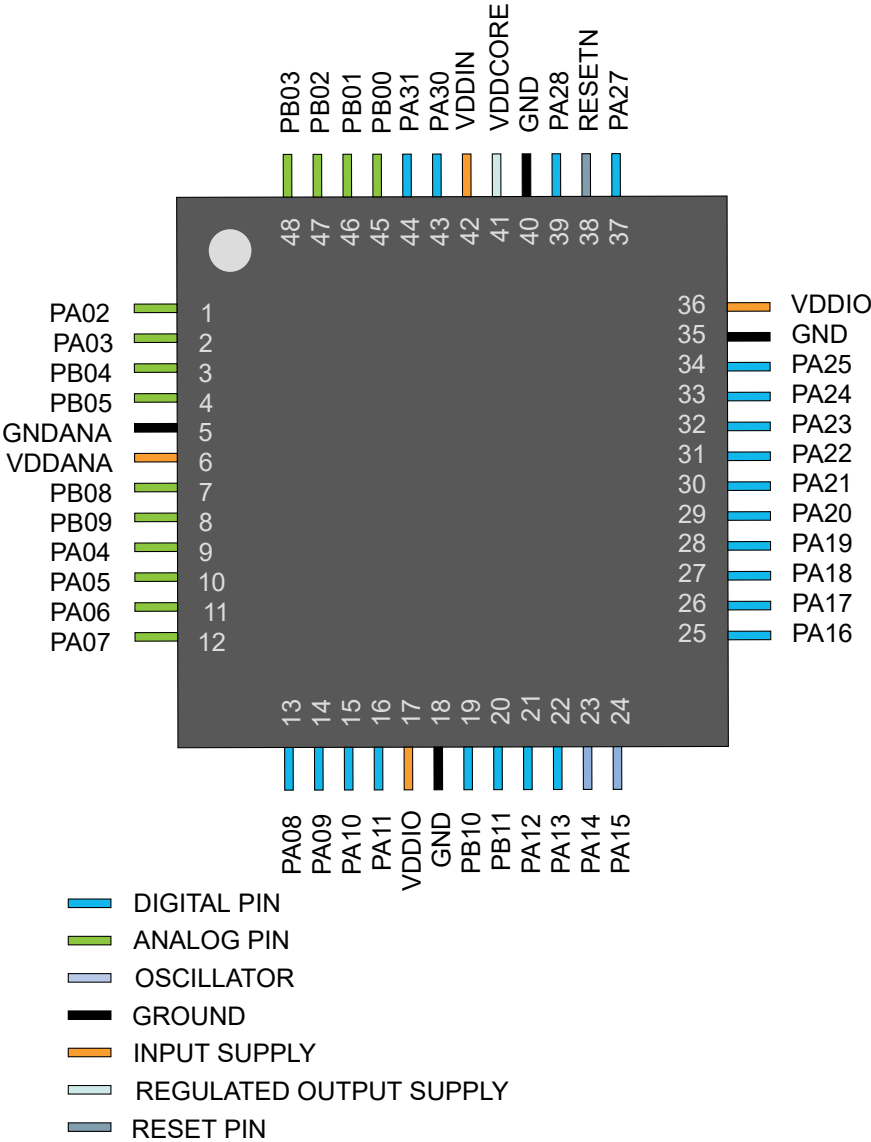 PB03
PB02
PB01
PB00
PA31
PA30
VDDIN
VDDCORE
GND
PA28
RESETN
PA27
48
47
46
45
44
43
42
41
40
39
38
37
PA02 1
PA03 2
PB04 3
PB05 4
GNDANA 5
VDDANA 6
PB08 7
PB09 8
PA04 9
PA05 10
PA06 11
PA07 12
36 VDDIO
35 GND
34 PA25
33 PA24
32 PA23
31 PA22
30 PA21
29 PA20
28 PA19
27 PA18
26 PA17
25 PA16
13
14
15
16
17
18
19
20
21
22
23
24
PA08
PA09
PA10
PA11
VDDIO
GND
PB10
PB11
PA12
PA13
PA14
PA15
DIGITAL PIN
ANALOG PIN
OSCILLATOR
GROUND
INPUT SUPPLY
REGULATED OUTPUT SUPPLY
RESET PIN